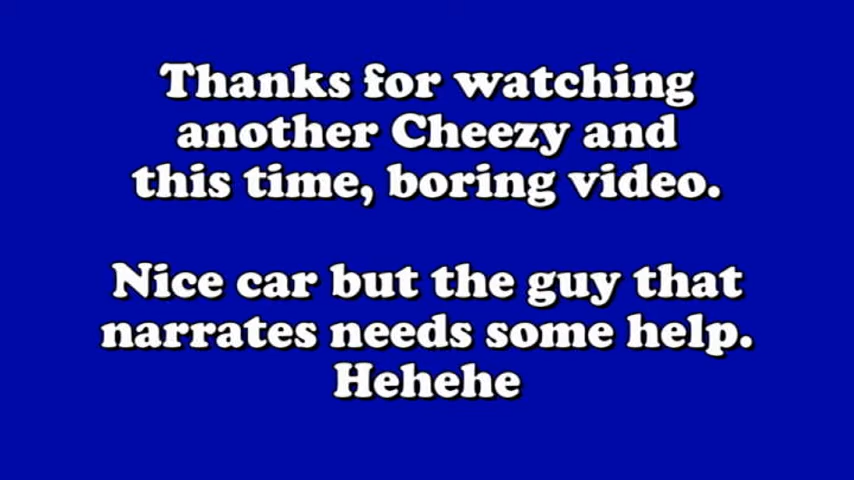 Thanks for watching
another Cheezy and
this time, boring video.
Nice car but the guy that
narrates needs some help.
Hehehe